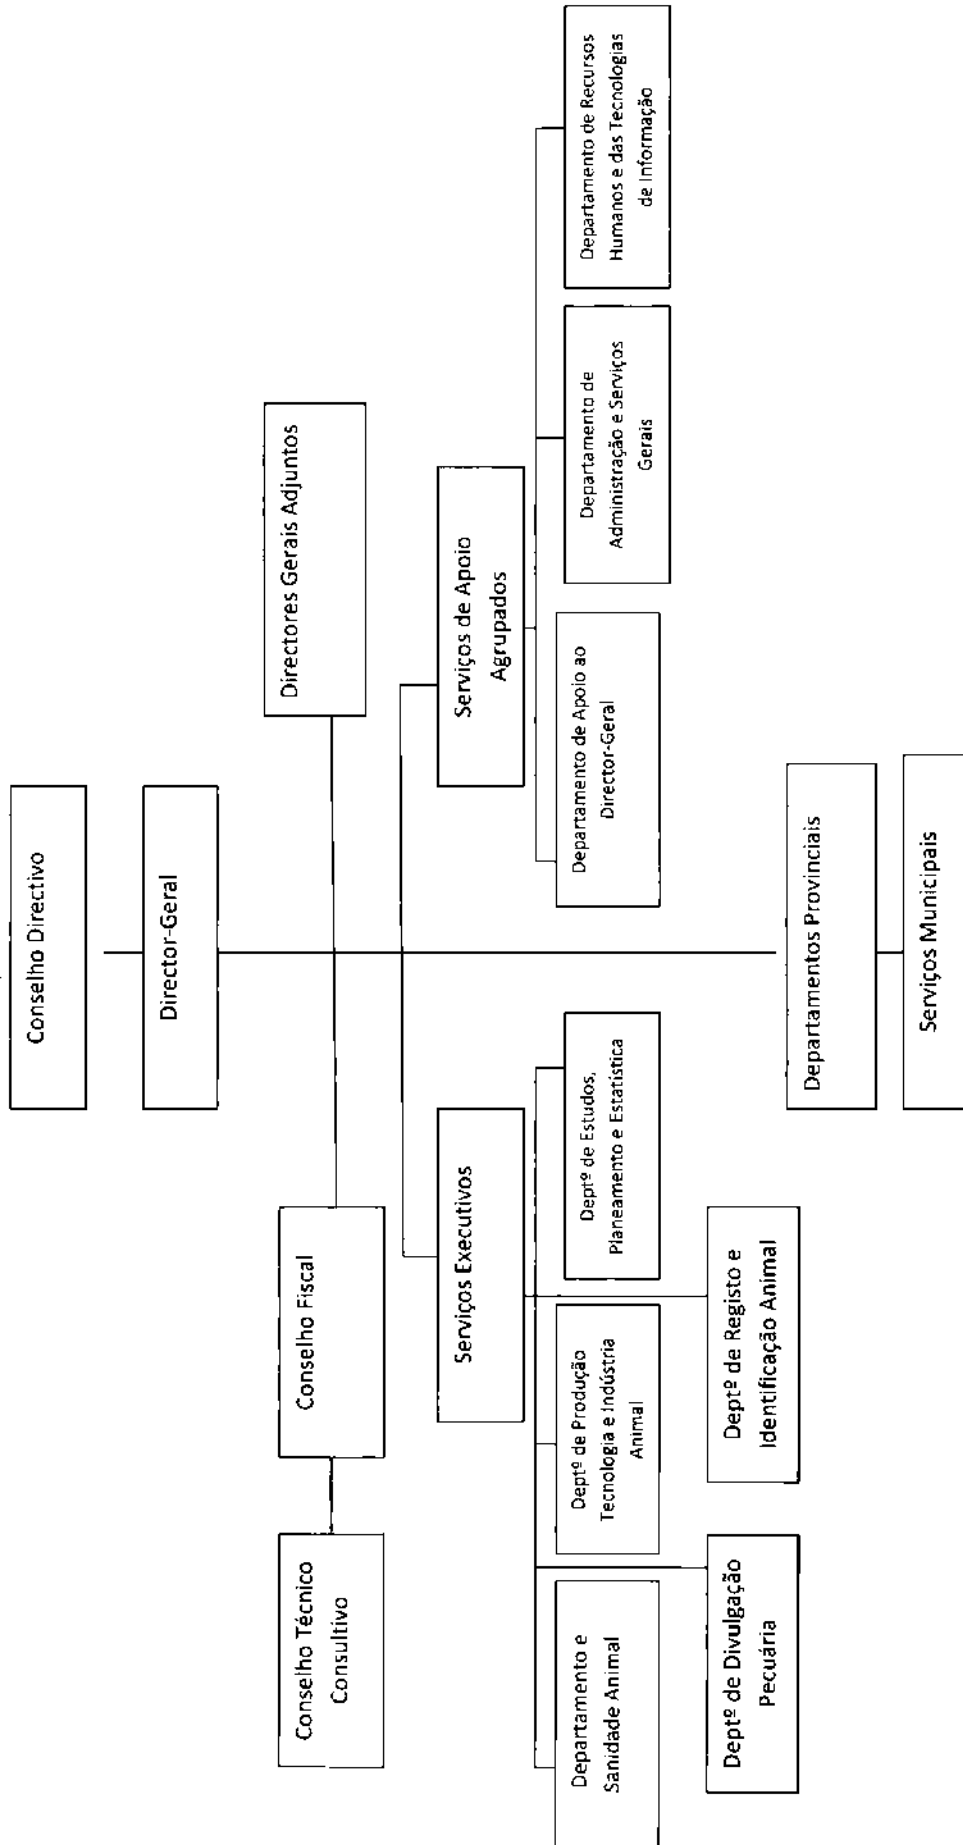 Conselho Directivo
Director-Geral
Conselho Técnico
Consultivo
Conselho Fiscal
Directores Gerais Adjuntos
Serviços Executivos
Serviços de Apoio
Agrupados
Departamento e
Sanidade Animal
Deptº de Produção
Tecnologia e Indústria
Animal
Deptº de Estudos,
Planeamento e Estatística
Departamento de Apoio ao
Director-Geral
Departamento de
Administração e Serviços
Gerais
Departamento de Recursos
Humanos e das Tecnologias
de Informação
Deptº de Divulgação
Pecuária
Deptº de Registo e
Identificação Animal
Departamentos Provinciais
Serviços Municipais